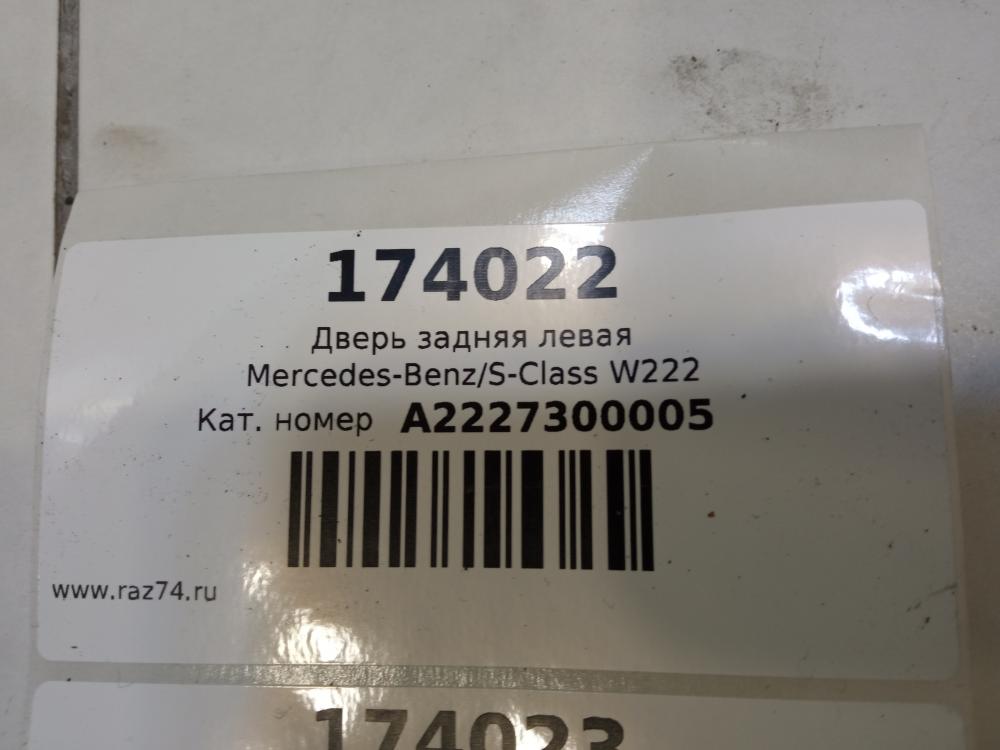 174022
Дверь задняя левая
Mercedes-Benz/S-Class W222
Кат. номер A2227300005
www.raz74.ru
174023